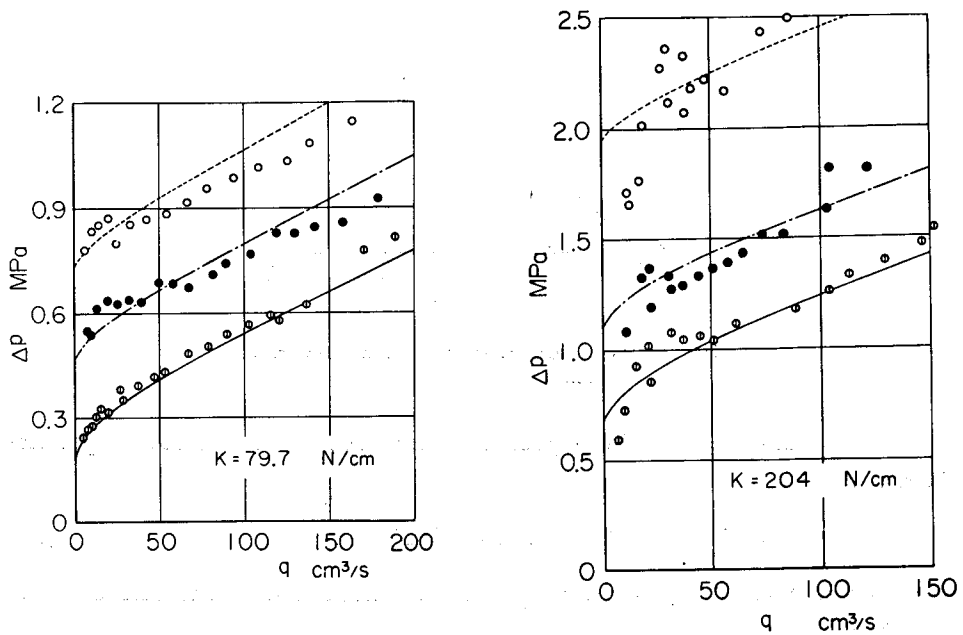 1.2
0.9
0.6
0.3
0
Δp MPa
K = 79.7 N/cm
0 50 100 150 200
q cm³/s
2.5
2.0
1.5
1.0
0.5
0
Δp MPa
K = 204 N/cm
0 50 100 150
q cm³/s